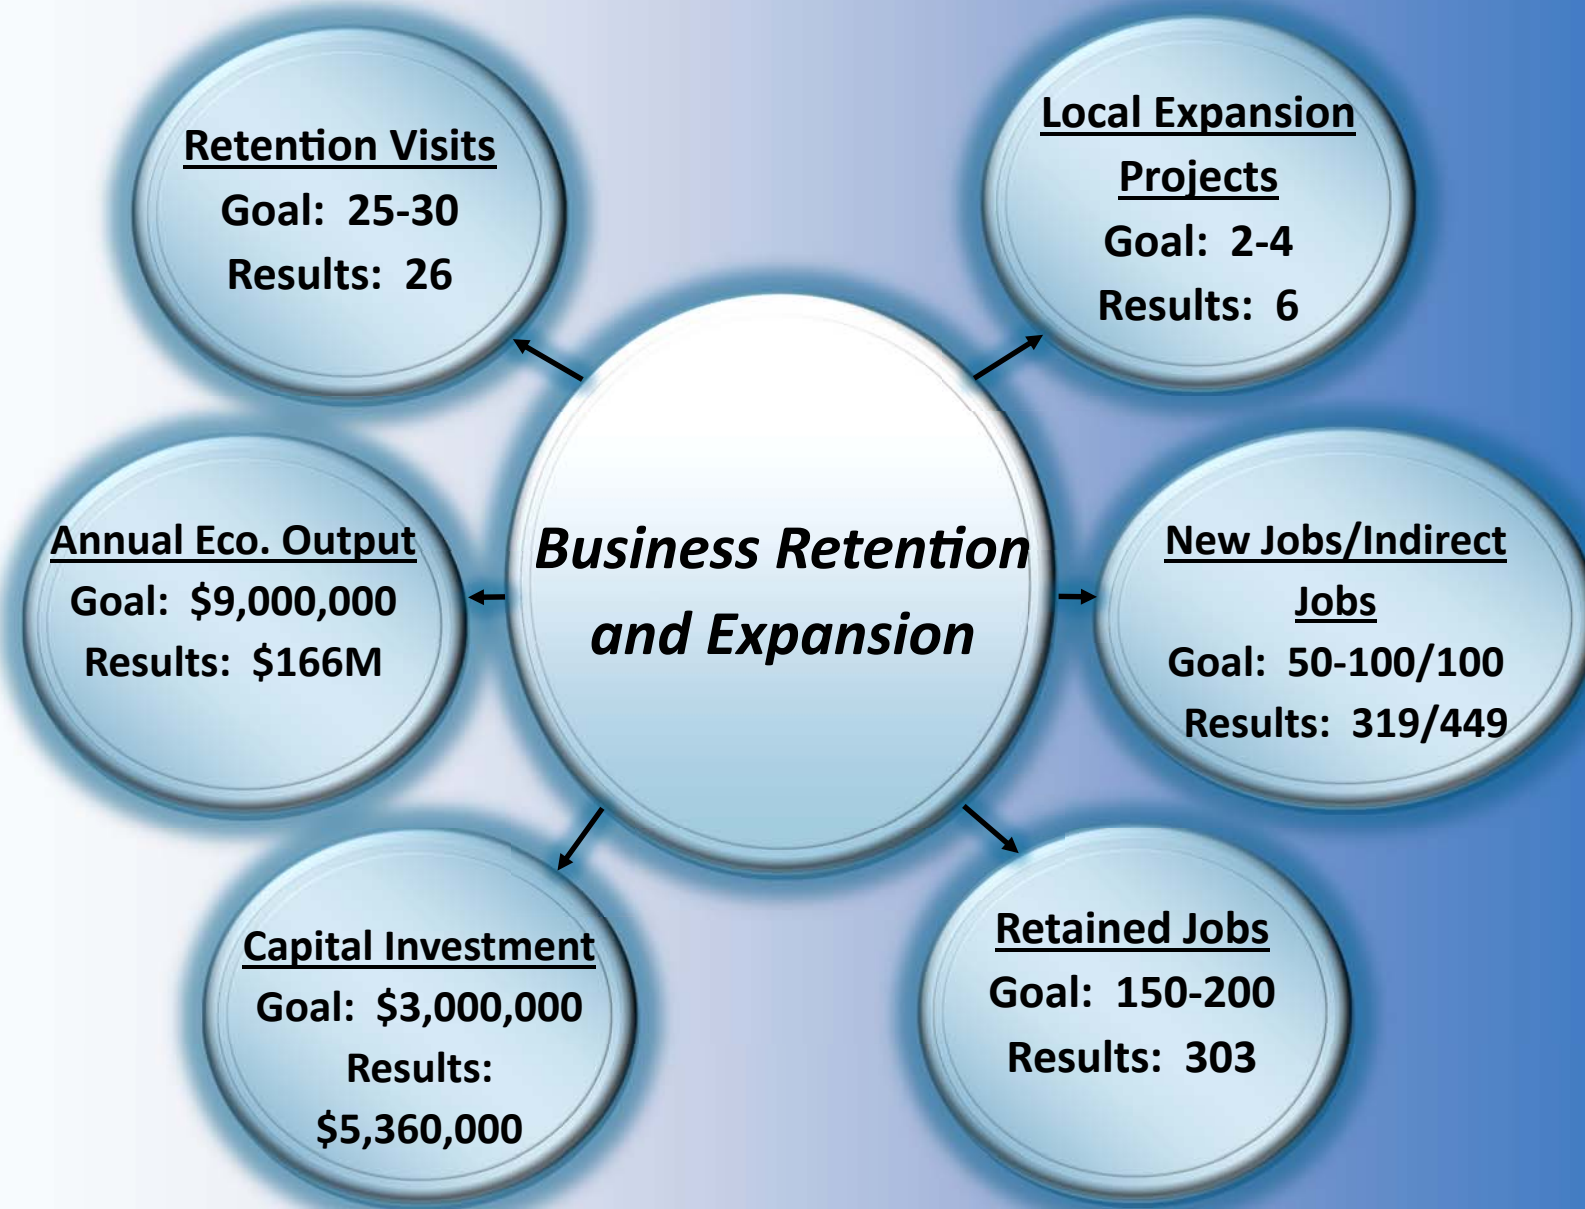 Retention Visits
Goal:  25-30
Results:  26
Local Expansion
Projects
Goal:  2-4
Results:  6
Business Retention
and Expansion
Annual Eco. Output
Goal:  $9,000,000
Results:  $166M
New Jobs/Indirect
Jobs
Goal:  50-100/100
Results:  319/449
Capital Investment
Goal:  $3,000,000
Results:
$5,360,000
Retained Jobs
Goal:  150-200
Results:  303